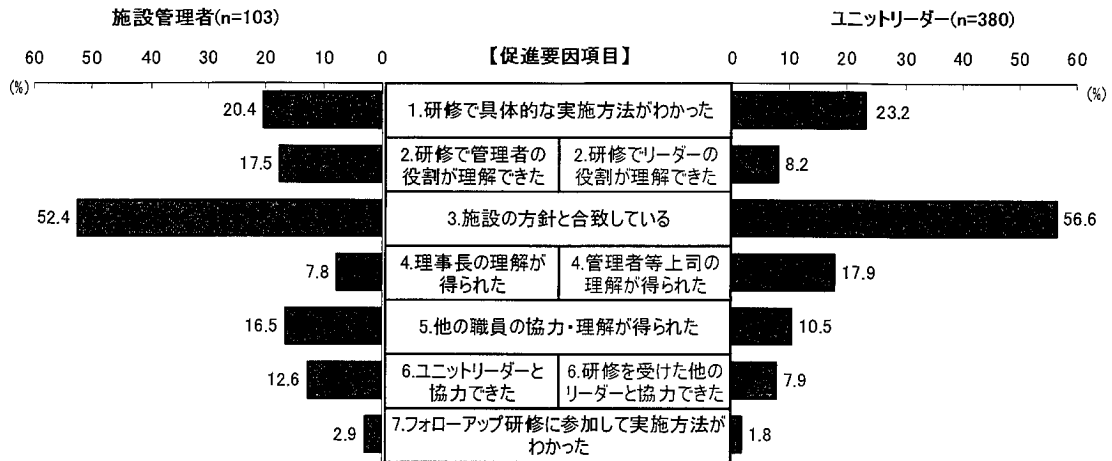 施設管理者(n=103)
ユニットリーダー(n=380)
60 50 40 30 20 10 0
【促進要因項目】
0 10 20 30 40 50 60
(%)
(%)
20.4
1.研修で具体的な実施方法がわかった
23.2
17.5
2.研修で管理者の
役割が理解できた
2.研修でリーダーの
役割が理解できた
8.2
52.4
3.施設の方針と合致している
56.6
7.8
4.理事長の理解が
得られた
4.管理者等上司の
理解が得られた
17.9
16.5
5.他の職員の協力・理解が得られた
10.5
12.6
6.ユニットリーダーと
協力できた
6.研修を受けた他の
リーダーと協力できた
7.9
2.9
7.フォローアップ研修に参加して実施方法が
わかった
1.8